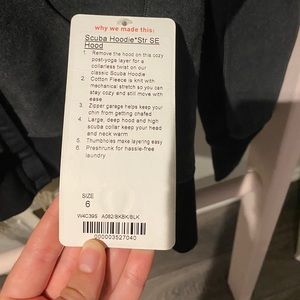 why we made this:
Scuba Hoodie*Str SE
Hood
1. Remove the hood on this cozy
post-yoga layer for a
collarless twist on our
classic Scuba Hoodie
2. Cotton Fleece is knit with
mechanical stretch so you can
stay cozy and still move with
ease
3. Zipper garage helps keep your
chin from getting chafed
4. Large, deep hood and high
scuba collar keep your head
and neck warm
5. Thumbholes make layering easy
6. Preshrunk for hassle-free
laundry
SIZE
6
W4C39S A082/BKBK/BLK
000003527040